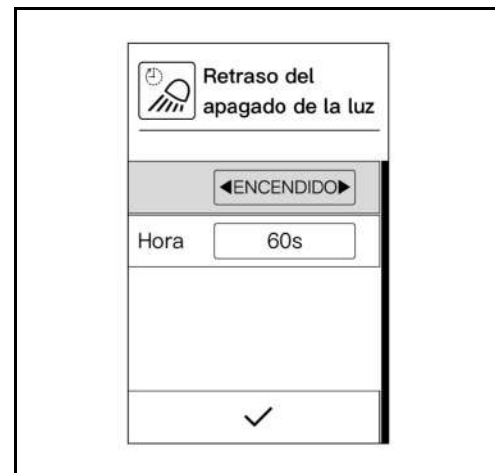 Retraso del
apagado de la luz
◀ENCENDIDO▶
Hora 60s